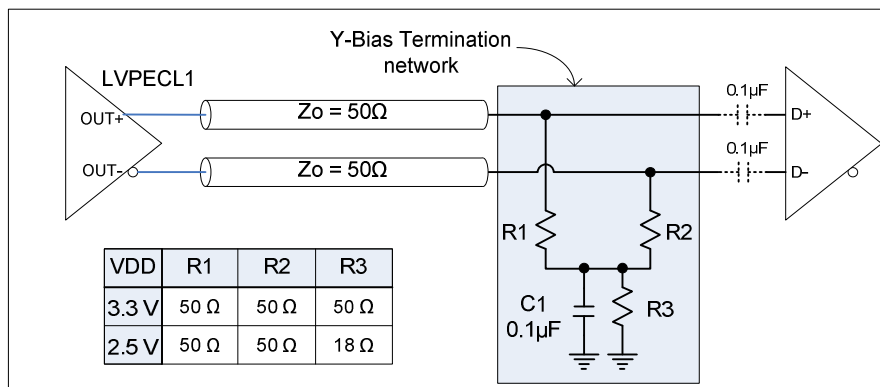 Y-Bias Termination
network
LVPECL1
OUT+
Zo = 50Ω
0.1µF
D+
OUT-
Zo = 50Ω
0.1µF
D-
R1
R2
C1
0.1µF
R3
VDD R1 R2 R3
3.3 V 50 Ω 50 Ω 50 Ω
2.5 V 50 Ω 50 Ω 18 Ω